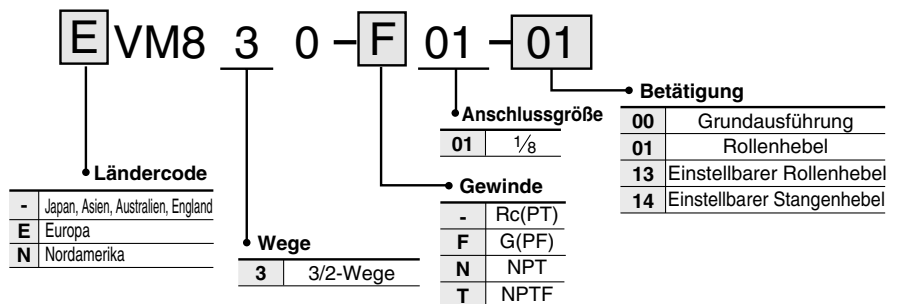 E VM8 3 0 – F 01 – 01
Betätigung
00 Grundausführung
01 Rollenhebel
13 Einstellbarer Rollenhebel
14 Einstellbarer Stangenhebel
Anschlussgröße
01 1⁄8
Ländercode
- Japan, Asien, Australien, England
E Europa
N Nordamerika
Gewinde
- Rc(PT)
F G(PF)
N NPT
T NPTF
Wege
3 3/2-Wege